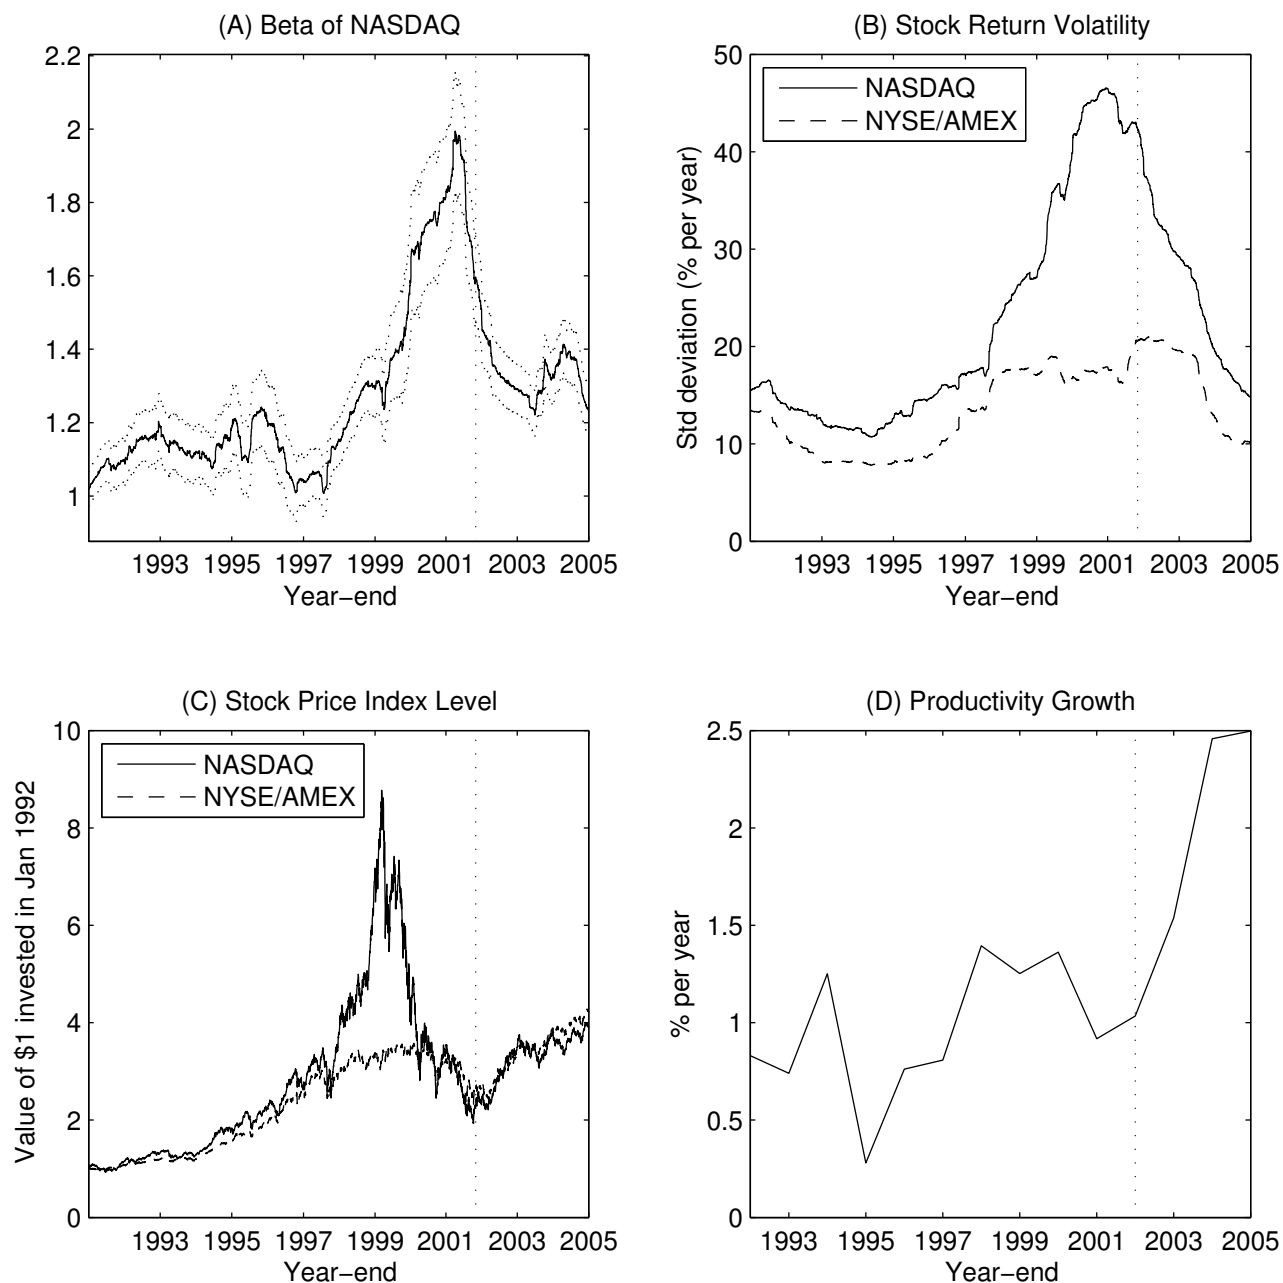 (A) Beta of NASDAQ
2.2
2
1.8
1.6
1.4
1.2
1
1993 1995 1997 1999 2001 2003 2005
Year−end
(B) Stock Return Volatility
NASDAQ
NYSE/AMEX
Std deviation (% per year)
50
40
30
20
10
0
1993 1995 1997 1999 2001 2003 2005
Year−end
(C) Stock Price Index Level
NASDAQ
NYSE/AMEX
Value of $1 invested in Jan 1992
10
8
6
4
2
0
1993 1995 1997 1999 2001 2003 2005
Year−end
(D) Productivity Growth
% per year
2.5
2
1.5
1
0.5
0
1993 1995 1997 1999 2001 2003 2005
Year−end